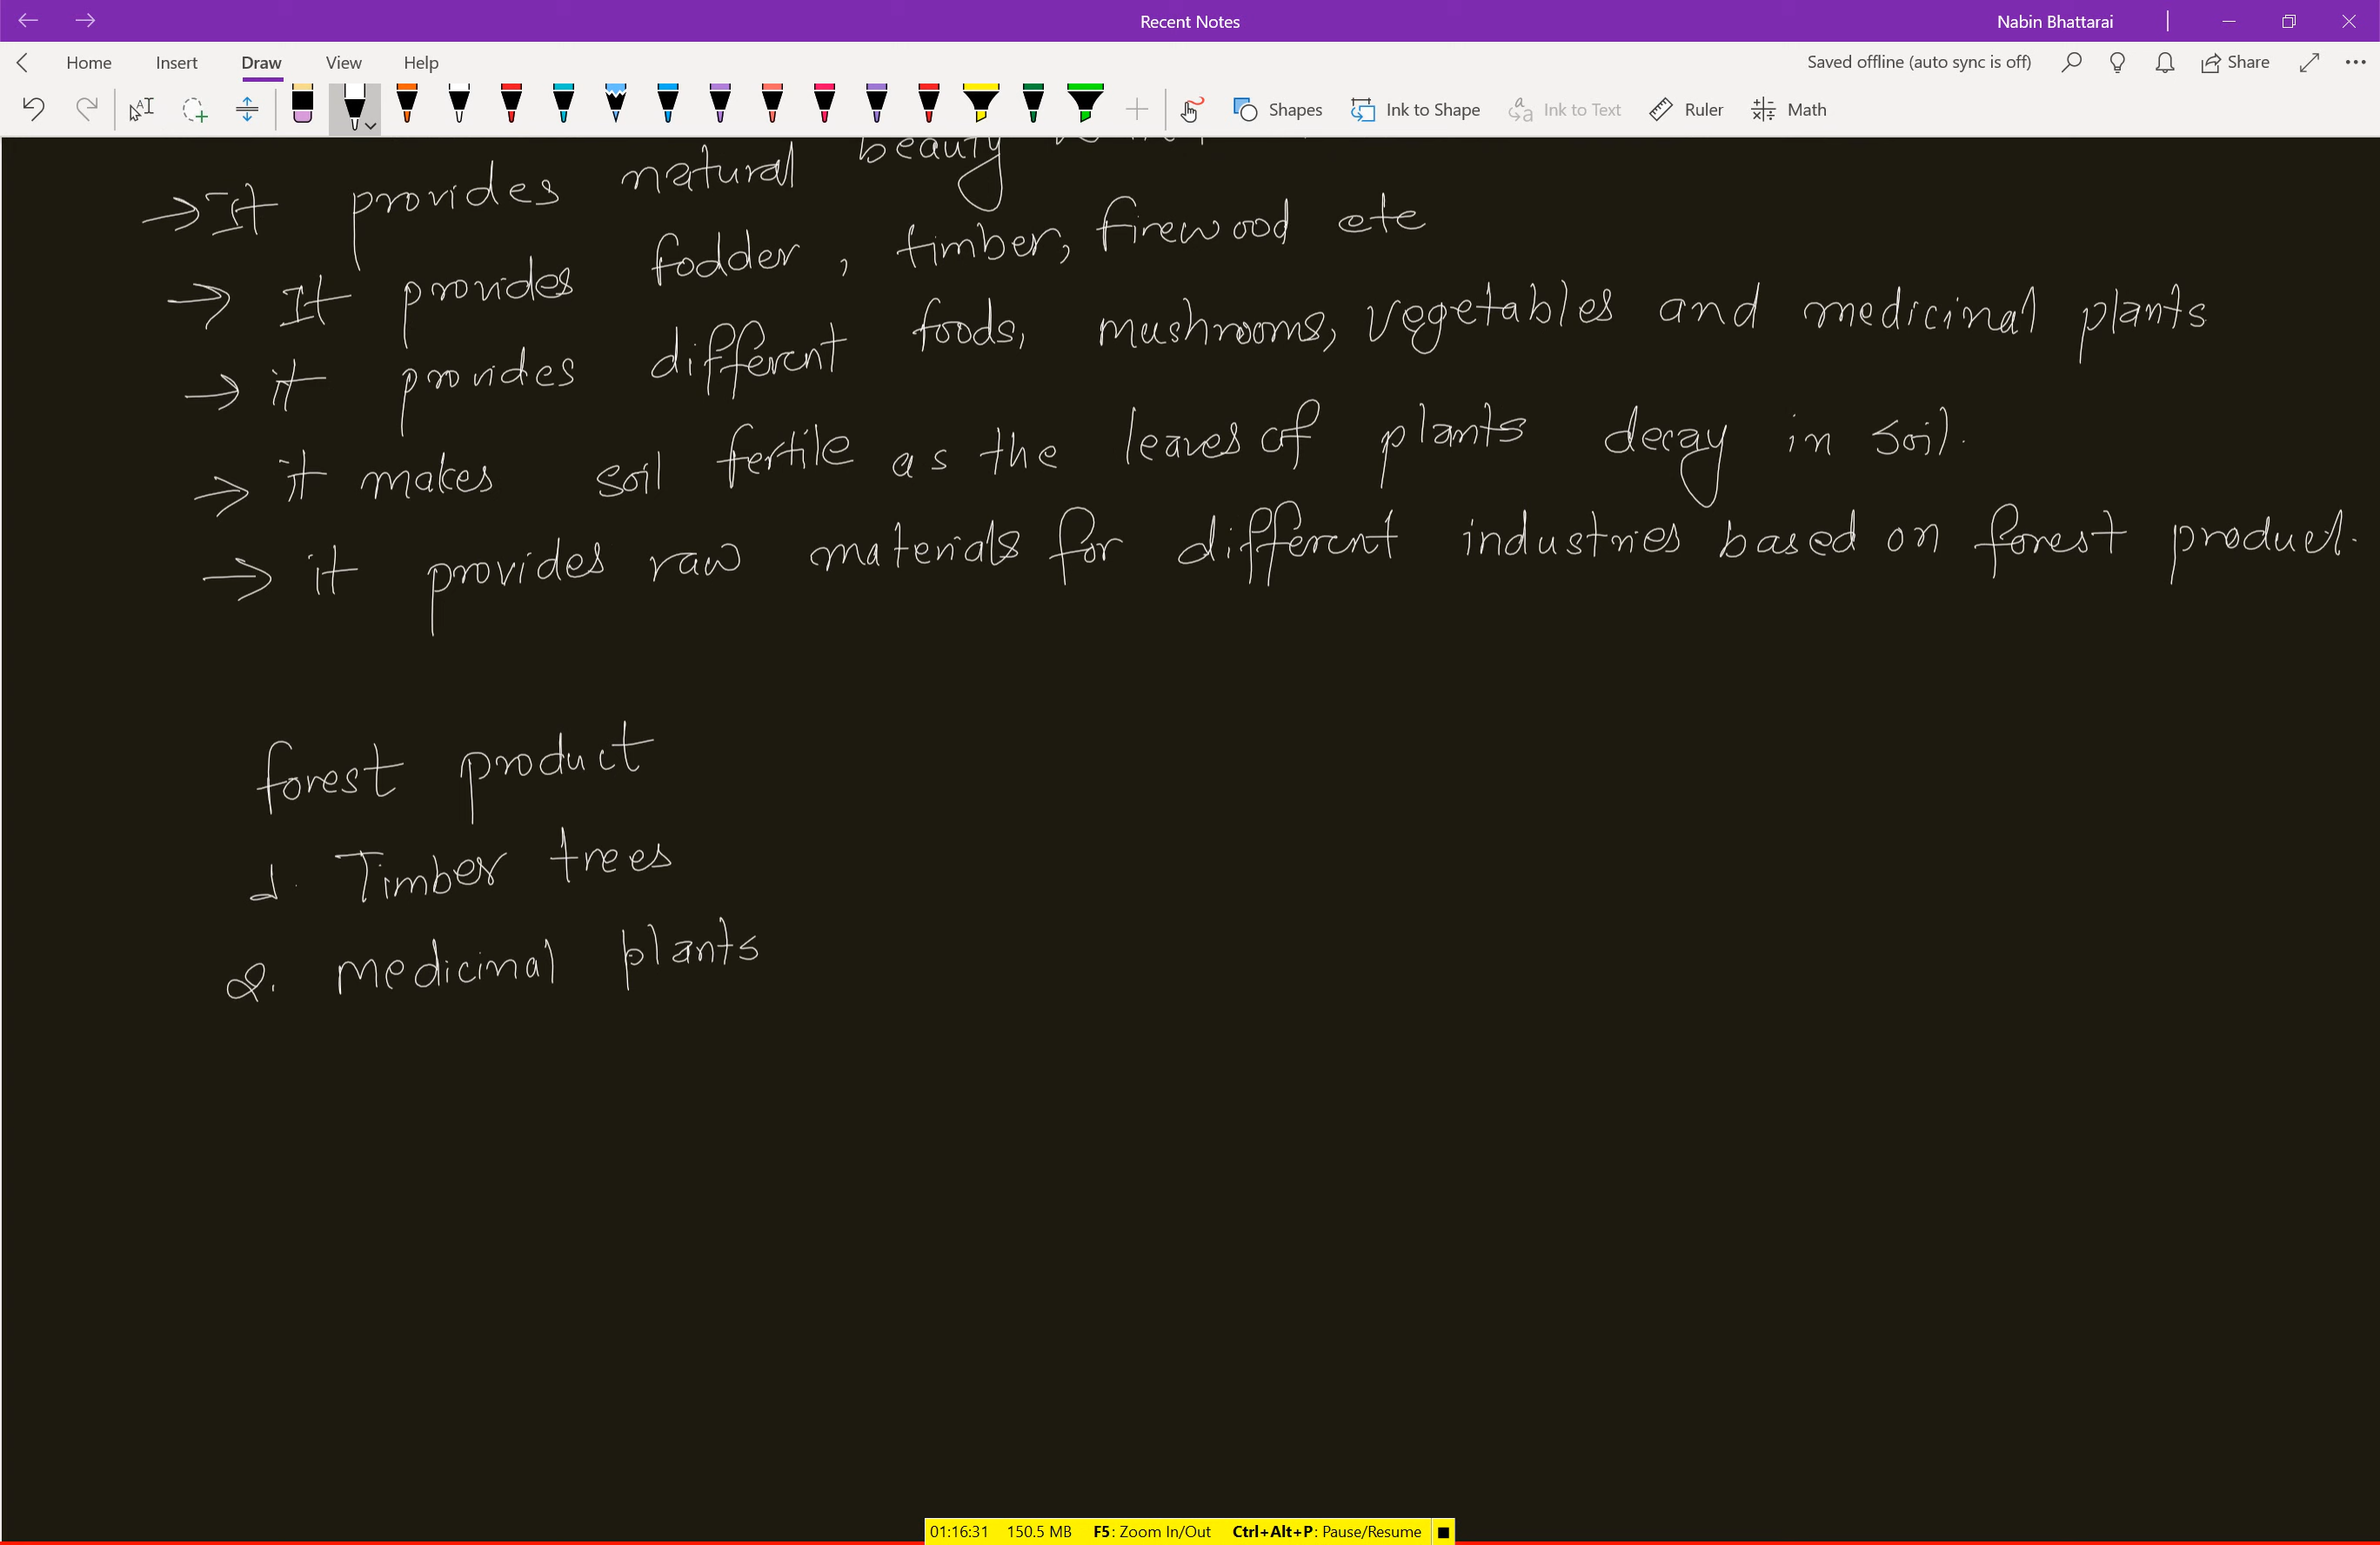 Recent Notes
Nabin Bhattarai
Home Insert Draw View Help
Saved offline (auto sync is off) Share
Shapes Ink to Shape Ink to Text Ruler Math
→ It provides natural beauty
→ It provides fodder, timber, firewood etc
→ it provides different foods, mushrooms, vegetables and medicinal plants
→ it makes soil fertile as the leaves of plants decay in soil.
→ it provides raw materials for different industries based on forest product.
forest product
1. Timber trees
2. medicinal plants
01:16:31 150.5 MB F5: Zoom In/Out Ctrl+Alt+P: Pause/Resume